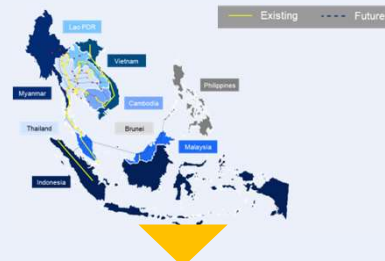 Existing
Future
Lao PDR
Vietnam
Philippines
Myanmar
Cambodia
Thailand
Brunei
Malaysia
Indonesia